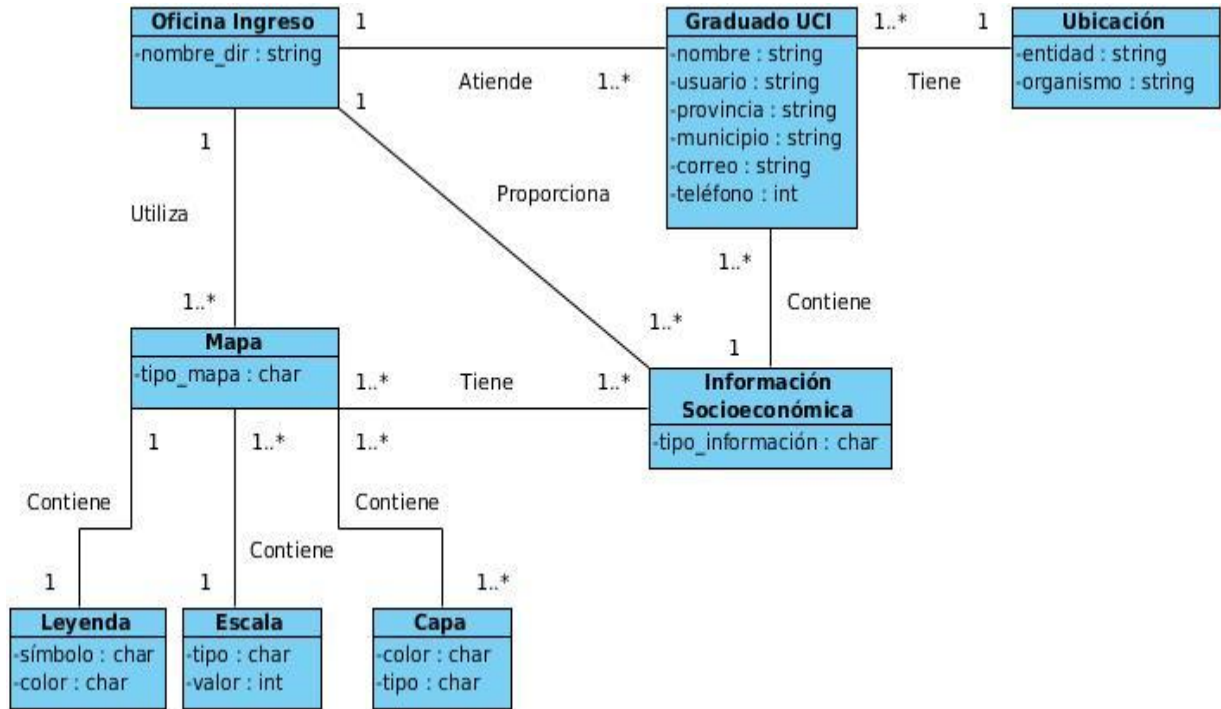 Oficina Ingreso
-nombre_dir : string
1
Atiende
1..*
Graduado UCI
-nombre : string
-usuario : string
-provincia : string
-municipio : string
-correo : string
-teléfono : int
1..*
1
Tiene
Ubicación
-entidad : string
-organismo : string
1
Proporciona
1..*
1
Utiliza
1..*
1..*
Contiene
1
Mapa
-tipo_mapa : char
1..*
Tiene
1..*
Información
Socioeconómica
-tipo_información : char
1
Contiene
1
1..*
Contiene
1
1..*
Contiene
1..*
Leyenda
-símbolo : char
-color : char
Escala
-tipo : char
-valor : int
Capa
-color : char
-tipo : char